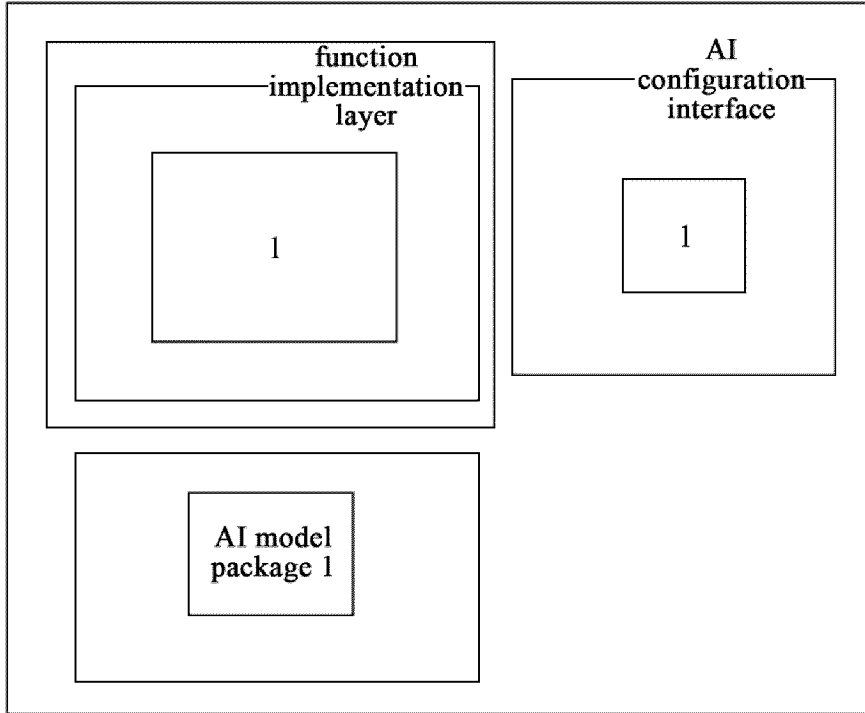 function
implementation
layer
1
AI
configuration
interface
1
AI model
package 1